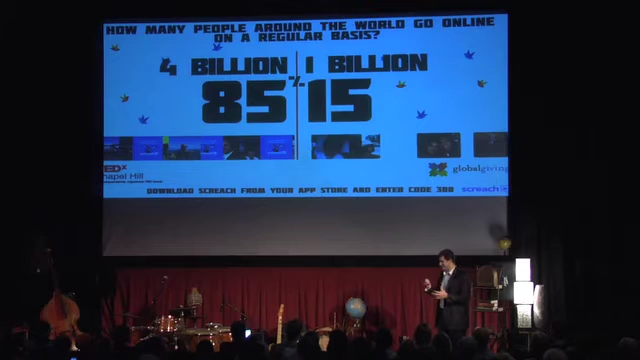 HOW MANY PEOPLE AROUND THE WORLD GO ONLINE
ON A REGULAR BASIS?
4 BILLION 1 BILLION
85 % 15
TEDx
Chapel Hill
globalgiving
DOWNLOAD SCREACH FROM YOUR APP STORE AND ENTER CODE 388 screach